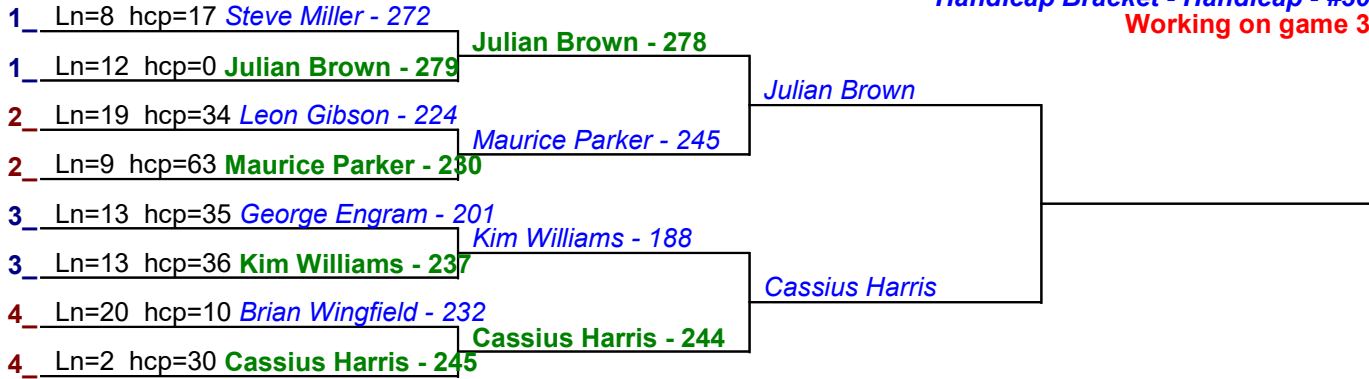 Handicap Bracket - Handicap - #30
Working on game 3
1_ Ln=8 hcp=17 Steve Miller - 272
Julian Brown - 278
1_ Ln=12 hcp=0 Julian Brown - 279
Julian Brown
2_ Ln=19 hcp=34 Leon Gibson - 224
Maurice Parker - 245
2_ Ln=9 hcp=63 Maurice Parker - 230
3_ Ln=13 hcp=35 George Engram - 201
Kim Williams - 188
3_ Ln=13 hcp=36 Kim Williams - 237
Cassius Harris
4_ Ln=20 hcp=10 Brian Wingfield - 232
Cassius Harris - 244
4_ Ln=2 hcp=30 Cassius Harris - 245